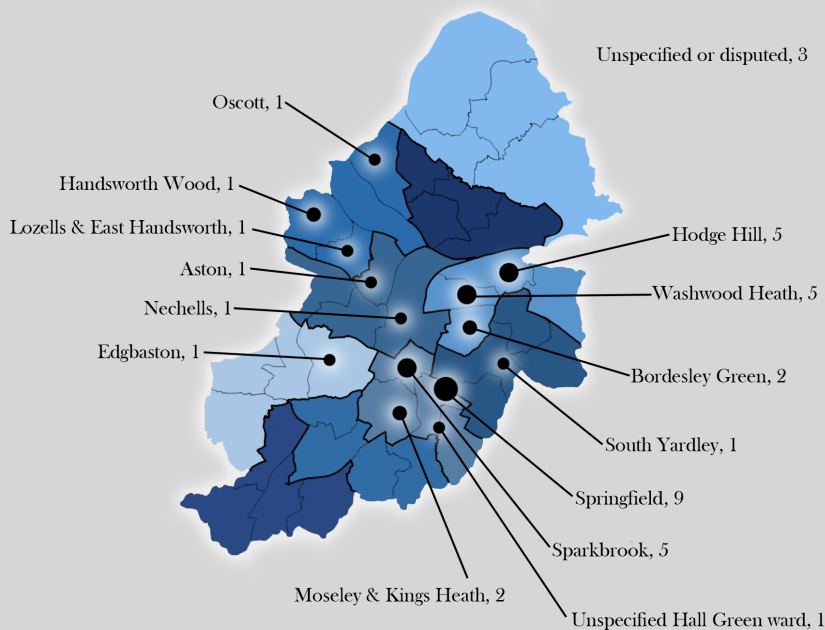 Unspecified or disputed, 3
Oscott, 1
Handsworth Wood, 1
Lozells & East Handsworth, 1
Aston, 1
Nechells, 1
Edgbaston, 1
Hodge Hill, 5
Washwood Heath, 5
Bordesley Green, 2
South Yardley, 1
Springfield, 9
Sparkbrook, 5
Moseley & Kings Heath, 2
Unspecified Hall Green ward, 1